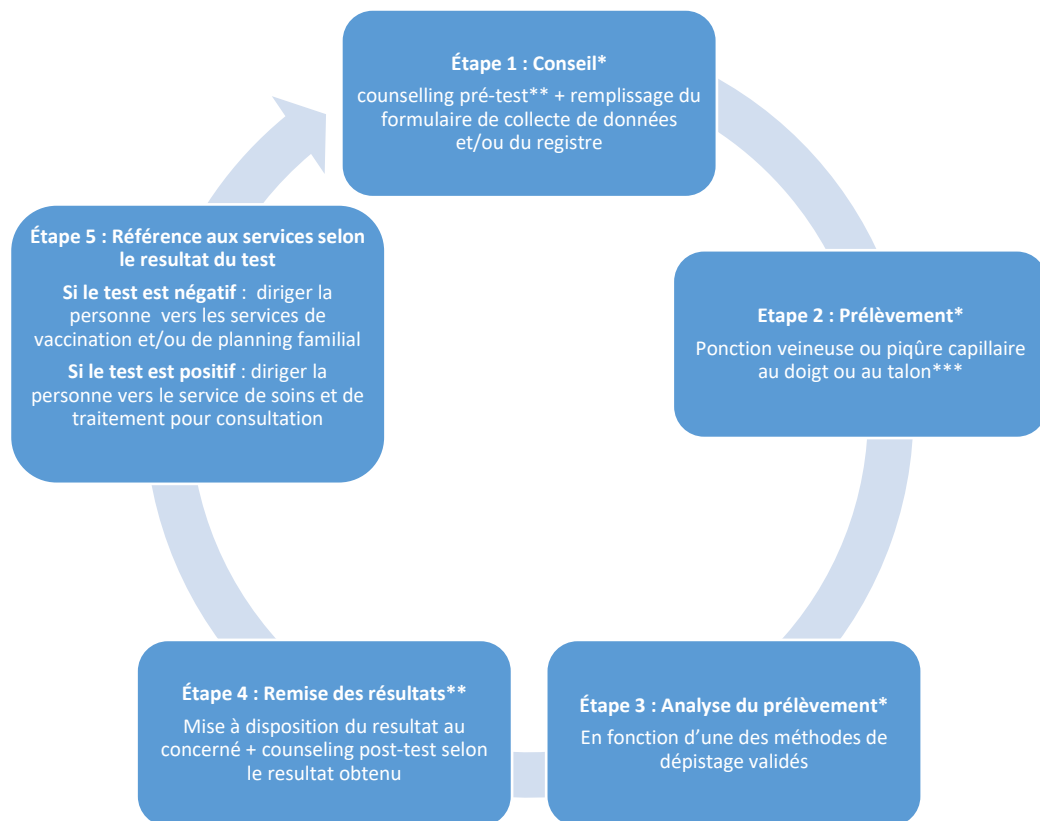 Étape 1 : Conseil*
counselling pré-test** + remplissage du
formulaire de collecte de données
et/ou du registre
Etape 2 : Prélèvement*
Ponction veineuse ou piqûre capillaire
au doigt ou au talon***
Étape 3 : Analyse du prélèvement*
En fonction d’une des méthodes de
dépistage validés
Étape 4 : Remise des résultats**
Mise à disposition du resultat au
concerné + counseling post-test selon
le resultat obtenu
Étape 5 : Référence aux services selon
le resultat du test
Si le test est négatif : diriger la
personne vers les services de
vaccination et/ou de planning familial
Si le test est positif : diriger la
personne vers le service de soins et de
traitement pour consultation